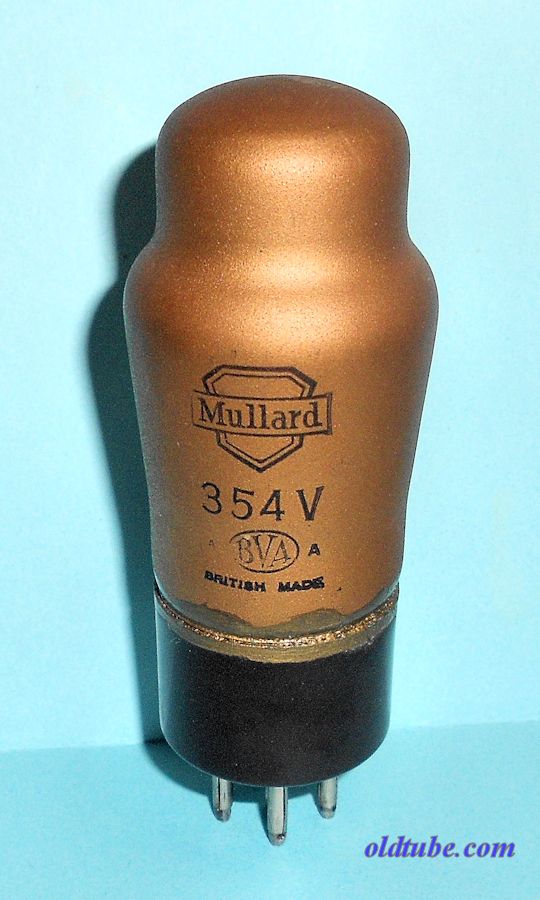 Mullard
354V
A BVA A
BRITISH MADE
oldtube.com